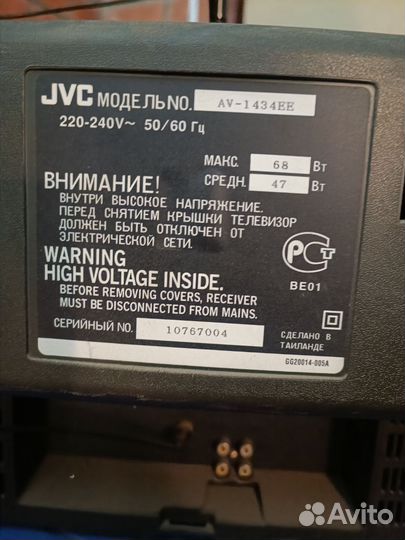 JVC МОДЕЛЬ NO. AV-1434EE
220-240V~ 50/60 Гц
МАКС. 68 Вт
СРЕДН. 47 Вт
ВНИМАНИЕ!
ВНУТРИ ВЫСОКОЕ НАПРЯЖЕНИЕ.
ПЕРЕД СНЯТИЕМ КРЫШКИ ТЕЛЕВИЗОР
ДОЛЖЕН БЫТЬ ОТКЛЮЧЕН ОТ
ЭЛЕКТРИЧЕСКОЙ СЕТИ.
WARNING
HIGH VOLTAGE INSIDE.
BEFORE REMOVING COVERS, RECEIVER
MUST BE DISCONNECTED FROM MAINS.
РСТ
BE01
СЕРИЙНЫЙ NO. 10767004
СДЕЛАНО В
ТАИЛАНДЕ
GG20014-005A
Avito